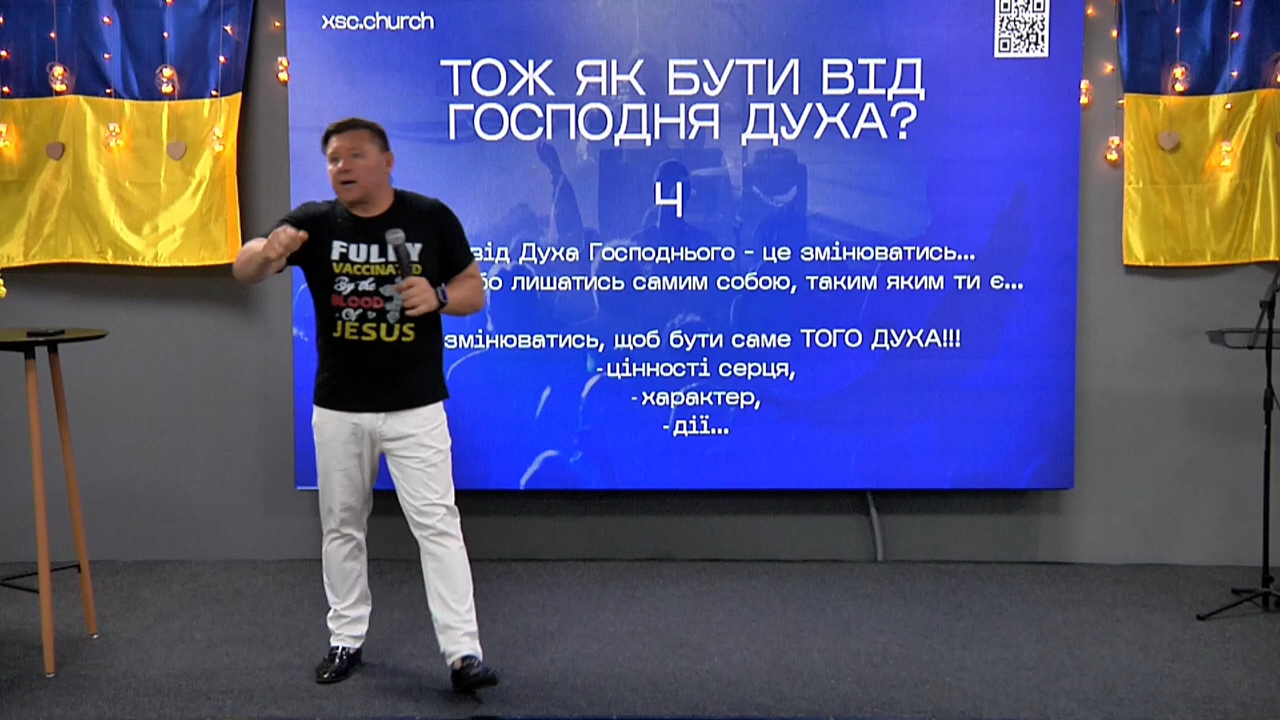 xsc.church
ТОЖ ЯК БУТИ ВІД
ГОСПОДНЯ ДУХА?
4
від Духа Господнього - це змінюватись...
лишатись самим собою, таким яким ти є...
змінюватись, щоб бути саме ТОГО ДУХА!!!
-цінності серця,
-характер,
-дії...
FULLY
VACCINATED
By the
BLOOD
Of
JESUS